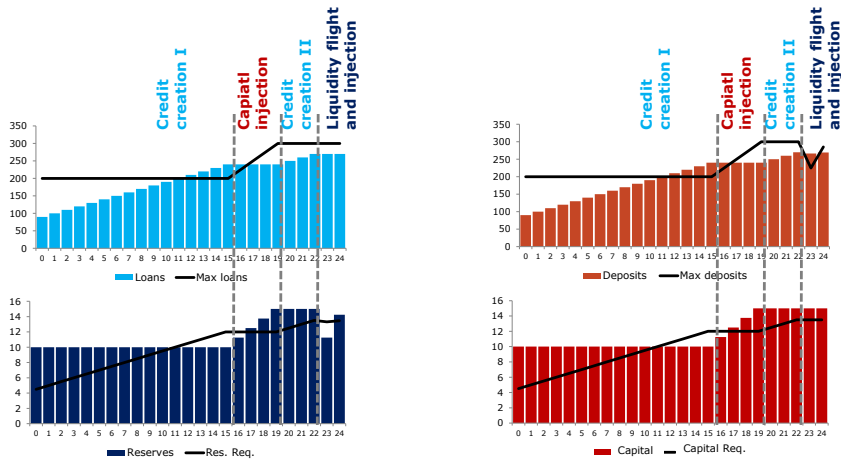 Credit
creation I
Capiatl
injection
Credit
creation II
Liquidity flight
and injection
350
300
250
200
150
100
50
0
0 1 2 3 4 5 6 7 8 9 10 11 12 13 14 15 16 17 18 19 20 21 22 23 24
Loans Max loans
Credit
creation I
Capiatl
injection
Credit
creation II
Liquidity flight
and injection
350
300
250
200
150
100
50
0
0 1 2 3 4 5 6 7 8 9 10 11 12 13 14 15 16 17 18 19 20 21 22 23 24
Deposits Max deposits
16
14
12
10
8
6
4
2
0
0 1 2 3 4 5 6 7 8 9 10 11 12 13 14 15 16 17 18 19 20 21 22 23 24
Reserves Res. Req.
16
14
12
10
8
6
4
2
0
0 1 2 3 4 5 6 7 8 9 10 11 12 13 14 15 16 17 18 19 20 21 22 23 24
Capital Capital Req.